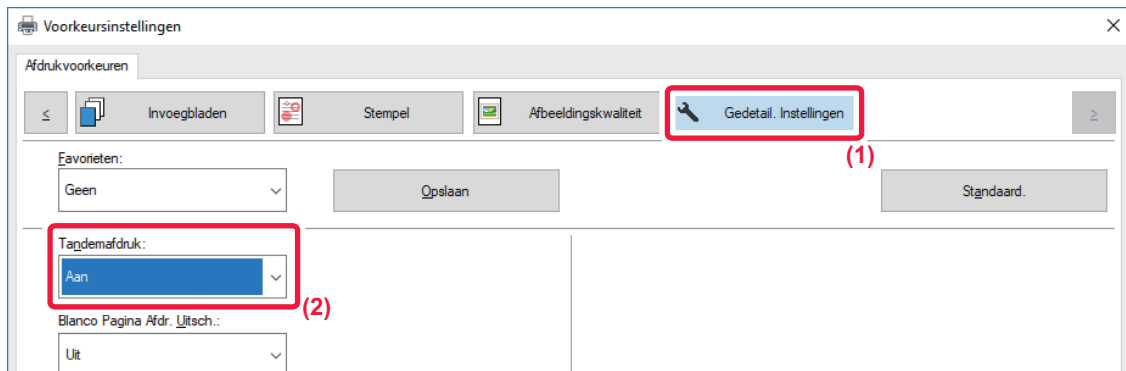 Voorkeursinstellingen
Afdrukvoorkeuren
< Invoegbladen Stempel Afbeeldingskwaliteit Gedetail. Instellingen >
(1)
Favorieten:
Geen Opslaan Standaard.
Tandemafdruk:
Aan
(2)
Blanco Pagina Afdr. Uitsch.:
Uit